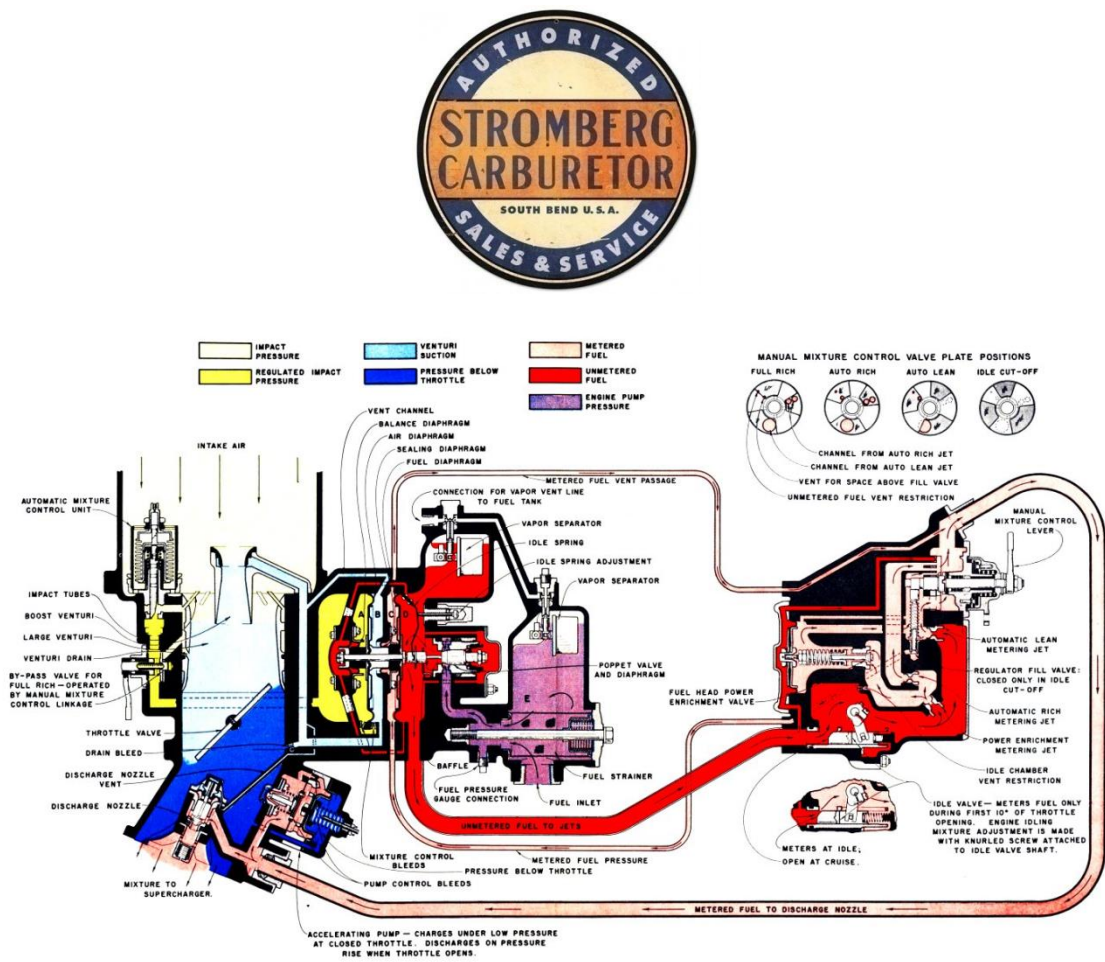 AUTHORIZED
STROMBERG
CARBURETOR
SOUTH BEND U.S.A.
SALES & SERVICE
IMPACT
PRESSURE
REGULATED IMPACT
PRESSURE
VENTURI
SUCTION
PRESSURE BELOW
THROTTLE
METERED
FUEL
UNMETERED
FUEL
ENGINE PUMP
PRESSURE
MANUAL MIXTURE CONTROL VALVE PLATE POSITIONS
FULL RICH
AUTO RICH
AUTO LEAN
IDLE CUT-OFF
CHANNEL FROM AUTO RICH JET
CHANNEL FROM AUTO LEAN JET
VENT FOR SPACE ABOVE FILL VALVE
UNMETERED FUEL VENT RESTRICTION
VENT CHANNEL
BALANCE DIAPHRAGM
AIR DIAPHRAGM
SEALING DIAPHRAGM
FUEL DIAPHRAGM
INTAKE AIR
METERED FUEL VENT PASSAGE
CONNECTION FOR VAPOR VENT LINE
TO FUEL TANK
VAPOR SEPARATOR
IDLE SPRING
IDLE SPRING ADJUSTMENT
VAPOR SEPARATOR
AUTOMATIC MIXTURE
CONTROL UNIT
IMPACT TUBES
BOOST VENTURI
LARGE VENTURI
VENTURI DRAIN
BY-PASS VALVE FOR
FULL RICH—OPERATED
BY MANUAL MIXTURE
CONTROL LINKAGE
THROTTLE VALVE
DRAIN BLEED
DISCHARGE NOZZLE
VENT
DISCHARGE NOZZLE
A
B
C
D
E
POPPET VALVE
AND DIAPHRAGM
MANUAL
MIXTURE CONTROL
LEVER
AUTOMATIC LEAN
METERING JET
REGULATOR FILL VALVE:
CLOSED ONLY IN IDLE
CUT-OFF
FUEL HEAD POWER
ENRICHMENT VALVE
AUTOMATIC RICH
METERING JET
POWER ENRICHMENT
METERING JET
IDLE CHAMBER
VENT RESTRICTION
BAFFLE
FUEL PRESSURE
GAUGE CONNECTION
FUEL STRAINER
FUEL INLET
UNMETERED FUEL TO JETS
IDLE VALVE— METERS FUEL ONLY
DURING FIRST 10° OF THROTTLE
OPENING. ENGINE IDLING
MIXTURE ADJUSTMENT IS MADE
WITH KNURLED SCREW ATTACHED
TO IDLE VALVE SHAFT.
METERS AT IDLE;
OPEN AT CRUISE.
METERED FUEL PRESSURE
MIXTURE CONTROL
BLEEDS
PRESSURE BELOW THROTTLE
PUMP CONTROL BLEEDS
MIXTURE TO
SUPERCHARGER.
METERED FUEL TO DISCHARGE NOZZLE
ACCELERATING PUMP — CHARGES UNDER LOW PRESSURE
AT CLOSED THROTTLE. DISCHARGES ON PRESSURE
RISE WHEN THROTTLE OPENS.